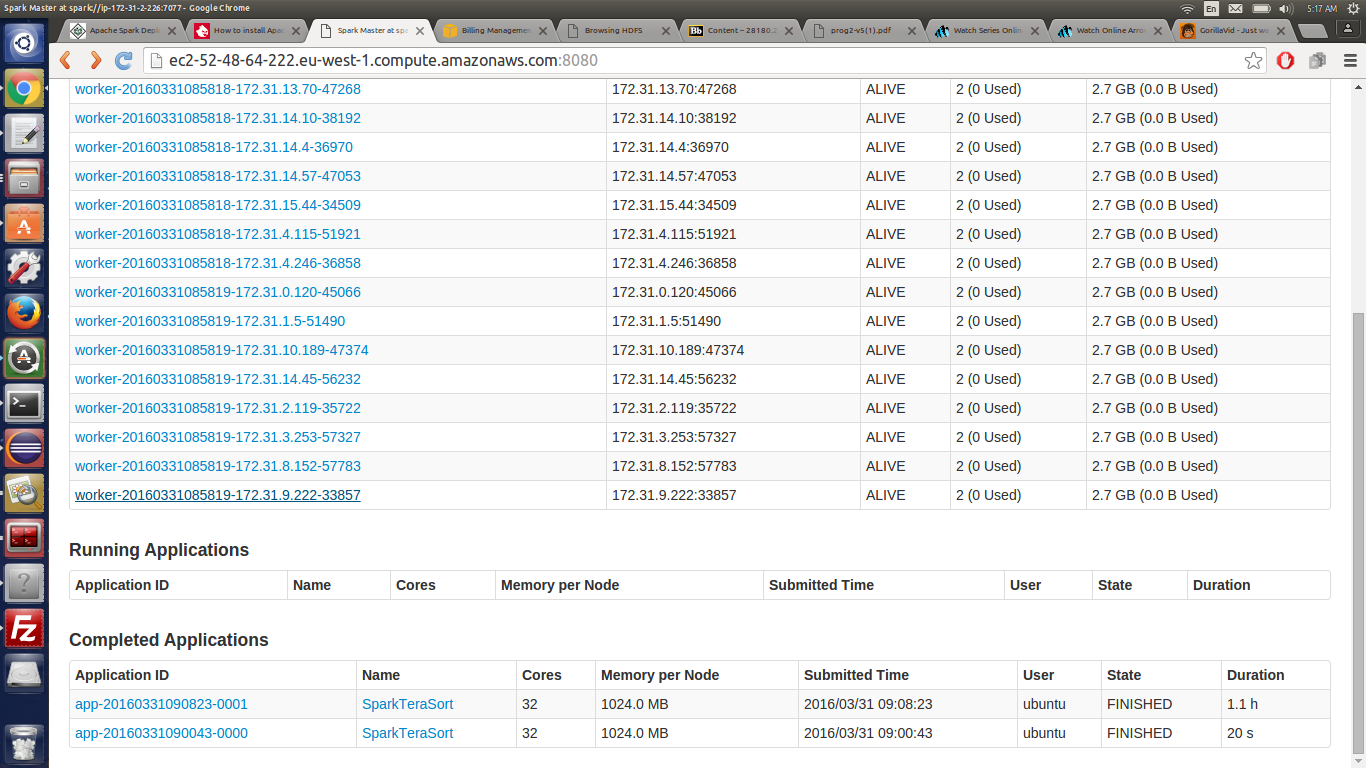 Spark Master at spark://ip-172-31-2-226:7077 - Google Chrome
En
5:17 AM
Apache Spark Depl
How to install Apac
Spark Master at spa
Billing Managemen
Browsing HDFS
Content – 28180.2
prog2-v5(1).pdf
Watch Series Onlin
Watch Online Arro
GorillaVid - Just wa
ec2-52-48-64-222.eu-west-1.compute.amazonaws.com:8080
worker-20160331085818-172.31.13.70-47268 172.31.13.70:47268 ALIVE 2 (0 Used) 2.7 GB (0.0 B Used)
worker-20160331085818-172.31.14.10-38192 172.31.14.10:38192 ALIVE 2 (0 Used) 2.7 GB (0.0 B Used)
worker-20160331085818-172.31.14.4-36970 172.31.14.4:36970 ALIVE 2 (0 Used) 2.7 GB (0.0 B Used)
worker-20160331085818-172.31.14.57-47053 172.31.14.57:47053 ALIVE 2 (0 Used) 2.7 GB (0.0 B Used)
worker-20160331085818-172.31.15.44-34509 172.31.15.44:34509 ALIVE 2 (0 Used) 2.7 GB (0.0 B Used)
worker-20160331085818-172.31.4.115-51921 172.31.4.115:51921 ALIVE 2 (0 Used) 2.7 GB (0.0 B Used)
worker-20160331085818-172.31.4.246-36858 172.31.4.246:36858 ALIVE 2 (0 Used) 2.7 GB (0.0 B Used)
worker-20160331085819-172.31.0.120-45066 172.31.0.120:45066 ALIVE 2 (0 Used) 2.7 GB (0.0 B Used)
worker-20160331085819-172.31.1.5-51490 172.31.1.5:51490 ALIVE 2 (0 Used) 2.7 GB (0.0 B Used)
worker-20160331085819-172.31.10.189-47374 172.31.10.189:47374 ALIVE 2 (0 Used) 2.7 GB (0.0 B Used)
worker-20160331085819-172.31.14.45-56232 172.31.14.45:56232 ALIVE 2 (0 Used) 2.7 GB (0.0 B Used)
worker-20160331085819-172.31.2.119-35722 172.31.2.119:35722 ALIVE 2 (0 Used) 2.7 GB (0.0 B Used)
worker-20160331085819-172.31.3.253-57327 172.31.3.253:57327 ALIVE 2 (0 Used) 2.7 GB (0.0 B Used)
worker-20160331085819-172.31.8.152-57783 172.31.8.152:57783 ALIVE 2 (0 Used) 2.7 GB (0.0 B Used)
worker-20160331085819-172.31.9.222-33857 172.31.9.222:33857 ALIVE 2 (0 Used) 2.7 GB (0.0 B Used)
Running Applications
Application ID Name Cores Memory per Node Submitted Time User State Duration
Completed Applications
Application ID Name Cores Memory per Node Submitted Time User State Duration
app-20160331090823-0001 SparkTeraSort 32 1024.0 MB 2016/03/31 09:08:23 ubuntu FINISHED 1.1 h
app-20160331090043-0000 SparkTeraSort 32 1024.0 MB 2016/03/31 09:00:43 ubuntu FINISHED 20 s